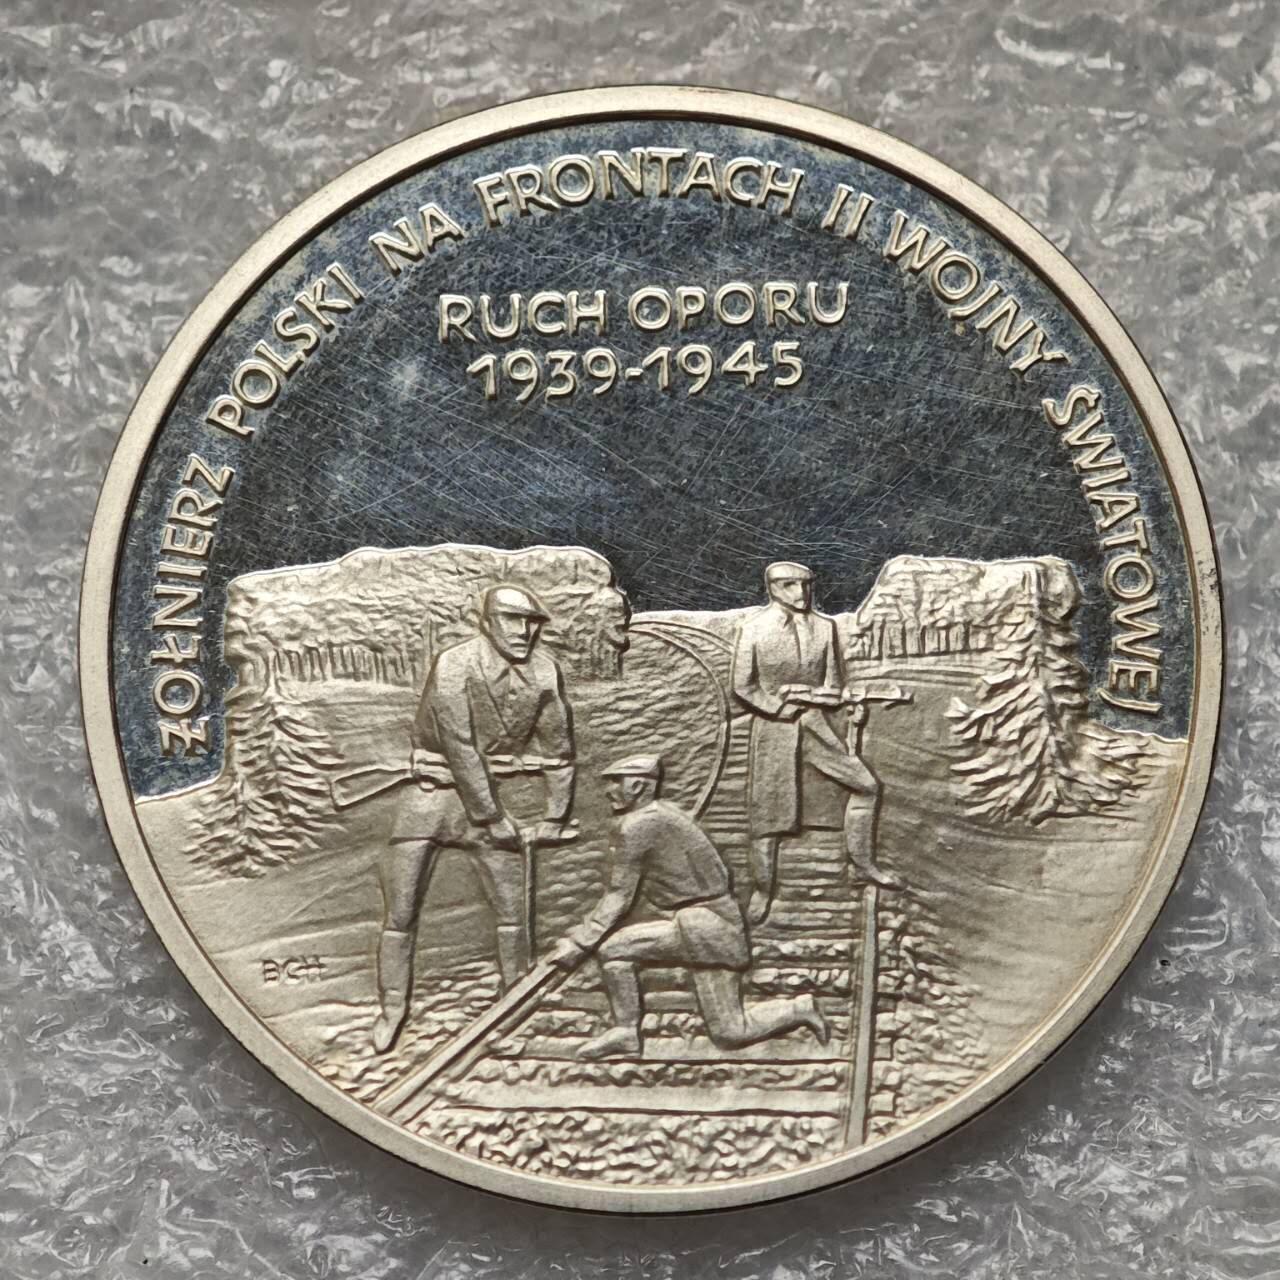 ŻOŁNIERZ POLSKI NA FRONTACH II WOJNY ŚWIATOWEJ
RUCH OPORU
1939-1945
BCH